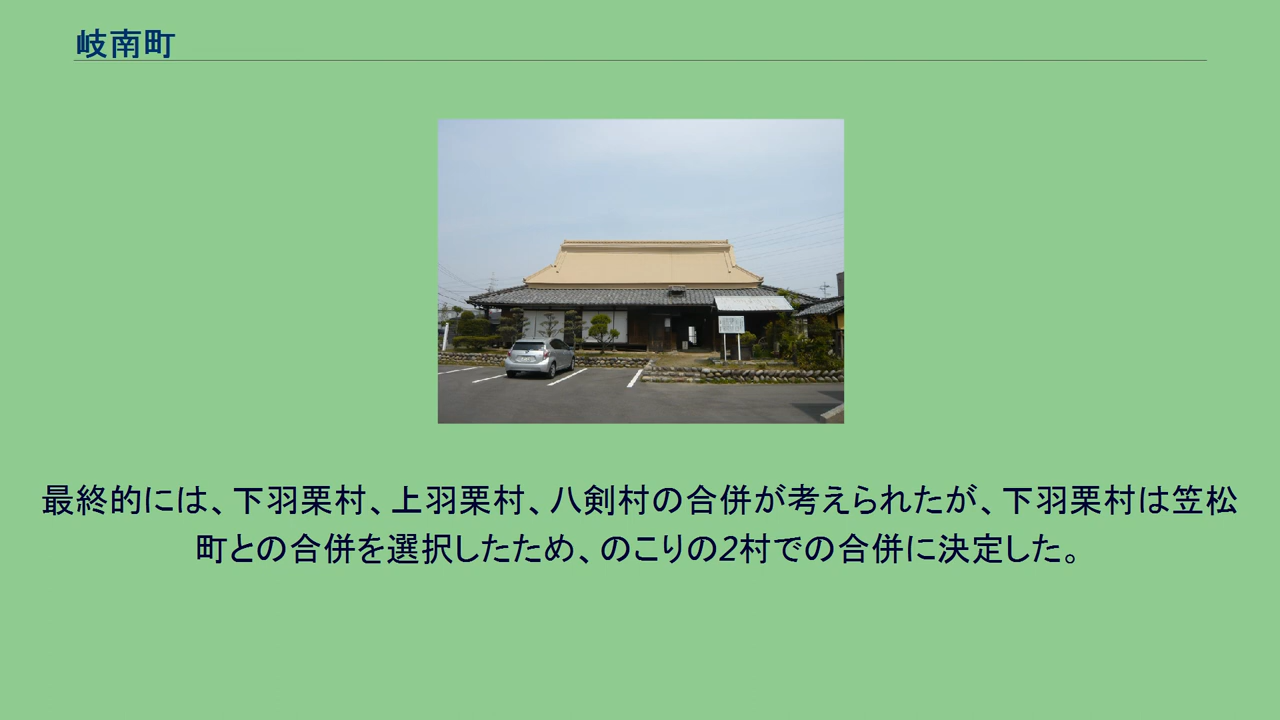 岐南町
最終的には、下羽栗村、上羽栗村、八剣村の合併が考えられたが、下羽栗村は笠松
町との合併を選択したため、のこりの2村での合併に決定した。